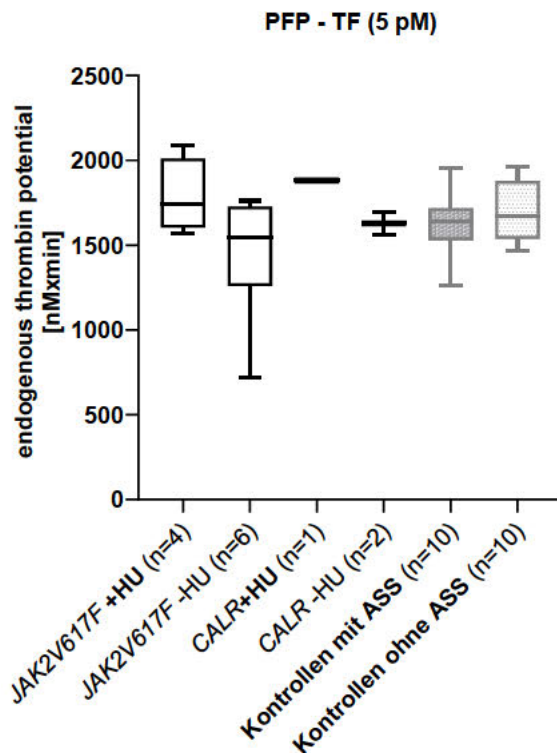 PFP - TF (5 pM)
endogenous thrombin potential
[nMxmin]
2500
2000
1500
1000
500
0
JAK2V617F +HU (n=4)
JAK2V617F -HU (n=6)
CALR+HU (n=1)
CALR -HU (n=2)
Kontrollen mit ASS (n=10)
Kontrollen ohne ASS (n=10)